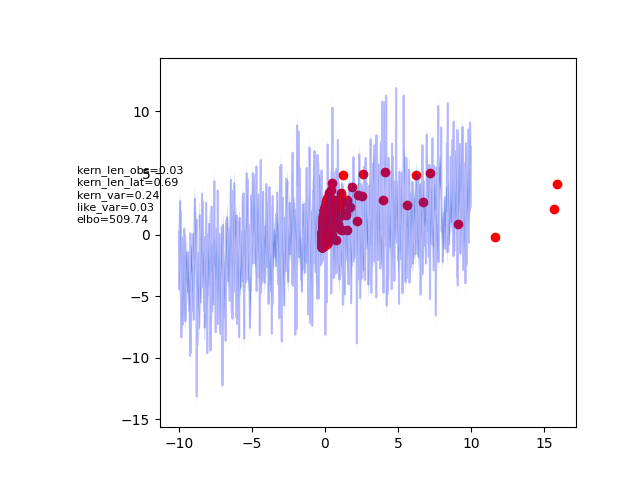 10
5
0
−5
−10
−15
kern_len_obs=0.03
kern_len_lat=0.69
kern_var=0.24
like_var=0.03
elbo=509.74
−10 −5 0 5 10 15